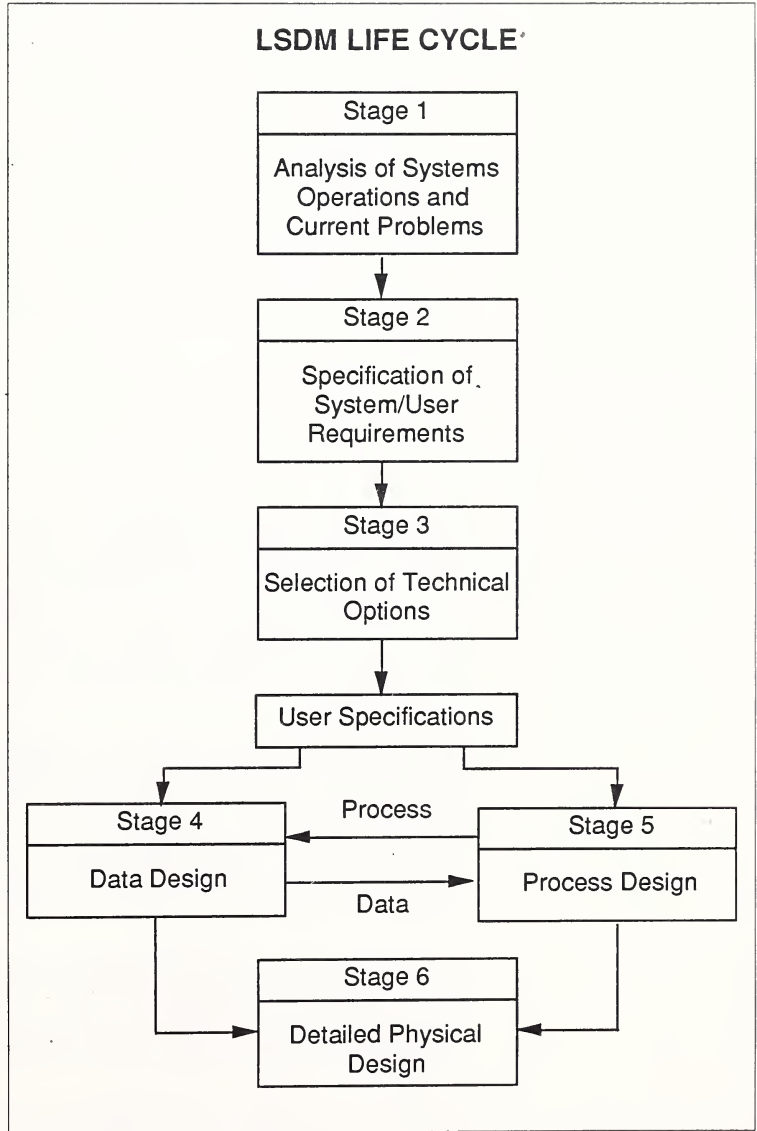 LSDM LIFE CYCLE
Stage 1
Analysis of Systems
Operations and
Current Problems
Stage 2
Specification of
System/User
Requirements
Stage 3
Selection of Technical
Options
User Specifications
Stage 4
Data Design
Process
Data
Stage 5
Process Design
Stage 6
Detailed Physical
Design